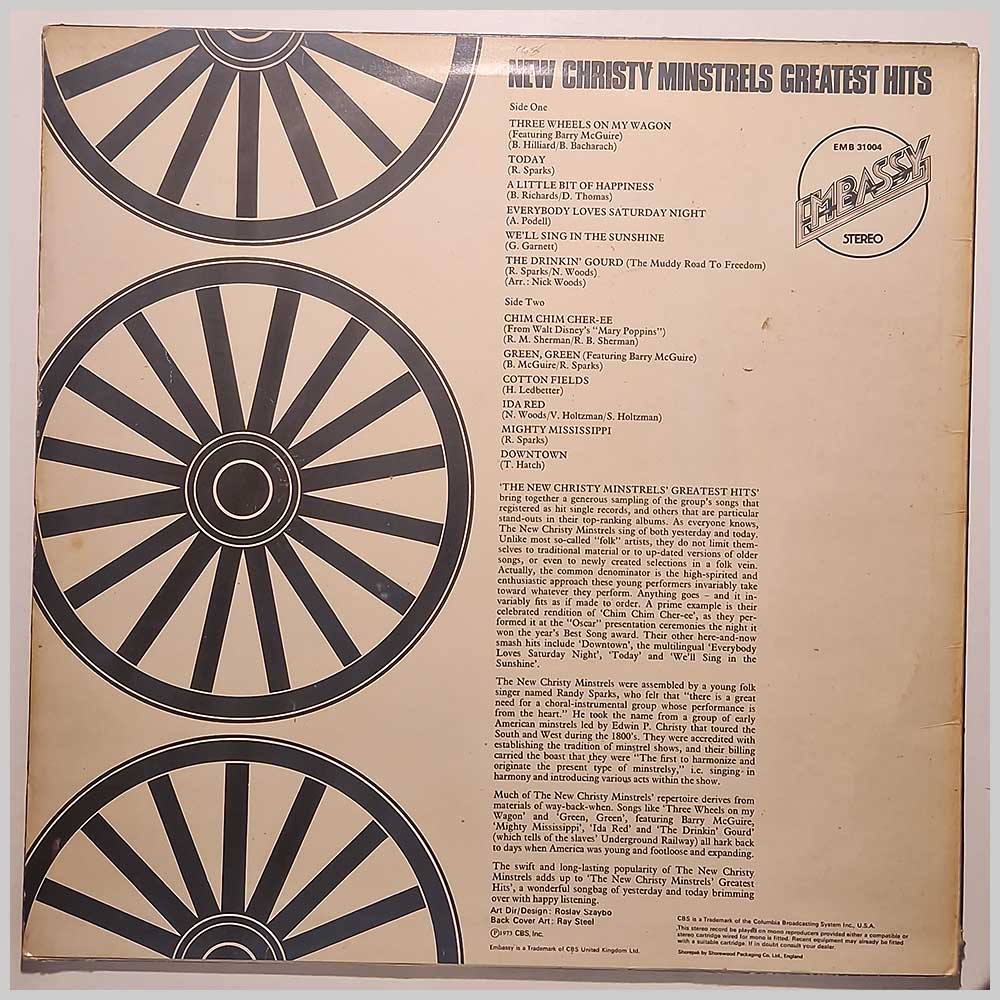 NEW CHRISTY MINSTRELS GREATEST HITS
Side One
THREE WHEELS ON MY WAGON
(Featuring Barry McGuire)
(B. Hilliard/B. Bacharach)
TODAY
(R. Sparks)
A LITTLE BIT OF HAPPINESS
(B. Richards/D. Thomas)
EVERYBODY LOVES SATURDAY NIGHT
(A. Podell)
WE'LL SING IN THE SUNSHINE
(G. Garnett)
THE DRINKIN' GOURD (The Muddy Road To Freedom)
(R. Sparks/N. Woods)
(Arr.: Nick Woods)
EMB 31004
EMBASSY
STEREO
Side Two
CHIM CHIM CHER-EE
(From Walt Disney's "Mary Poppins")
(R. M. Sherman/R. B. Sherman)
GREEN, GREEN (Featuring Barry McGuire)
(B. McGuire/R. Sparks)
COTTON FIELDS
(H. Ledbetter)
IDA RED
(N. Woods/V. Holtzman/S. Holtzman)
MIGHTY MISSISSIPPI
(R. Sparks)
DOWNTOWN
(T. Hatch)
'THE NEW CHRISTY MINSTRELS' GREATEST HITS'
bring together a generous sampling of the group's songs that
registered as hit single records, and others that are particular
stand-outs in their top-ranking albums. As everyone knows,
The New Christy Minstrels sing of both yesterday and today.
Unlike most so-called "folk" artists, they do not limit them-
selves to traditional material or to up-dated versions of older
songs, or even to newly created selections in a folk vein.
Actually, the common denominator is the high-spirited and
enthusiastic approach these young performers invariably take
toward whatever they perform. Anything goes – and it in-
variably fits as if made to order. A prime example is their
celebrated rendition of 'Chim Chim Cher-ee', as they per-
formed it at the "Oscar" presentation ceremonies the night it
won the year's Best Song award. Their other here-and-now
smash hits include 'Downtown', the multilingual 'Everybody
Loves Saturday Night', 'Today' and 'We'll Sing in the
Sunshine'.
The New Christy Minstrels were assembled by a young folk
singer named Randy Sparks, who felt that "there is a great
need for a choral-instrumental group whose performance is
from the heart." He took the name from a group of early
American minstrels led by Edwin P. Christy that toured the
South and West during the 1800's. They were accredited with
establishing the tradition of minstrel shows, and their billing
carried the boast that they were "The first to harmonize and
originate the present type of minstrelsy," i.e. singing in
harmony and introducing various acts within the show.
Much of The New Christy Minstrels' repertoire derives from
materials of way-back-when. Songs like 'Three Wheels on my
Wagon' and 'Green, Green', featuring Barry McGuire,
'Mighty Mississippi', 'Ida Red' and 'The Drinkin' Gourd'
(which tells of the slaves' Underground Railway) all hark back
to days when America was young and footloose and expanding.
The swift and long-lasting popularity of The New Christy
Minstrels adds up to 'The New Christy Minstrels' Greatest
Hits', a wonderful songbag of yesterday and today brimming
over with happy listening.
Art Dir/Design: Roslav Szaybo
Back Cover Art: Ray Steel
Ⓟ1973 CBS, Inc.
Embassy is a Trademark of CBS United Kingdom Ltd.
CBS is a Trademark of the Columbia Broadcasting System Inc., U.S.A.
This stereo record be played on mono reproducers provided either a compatible or
stereo cartridge wired for mono is fitted. Recent equipment may already be fitted
with a suitable cartridge. If in doubt consult your dealer.
Shorepak by Shorewood Packaging Co. Ltd., England